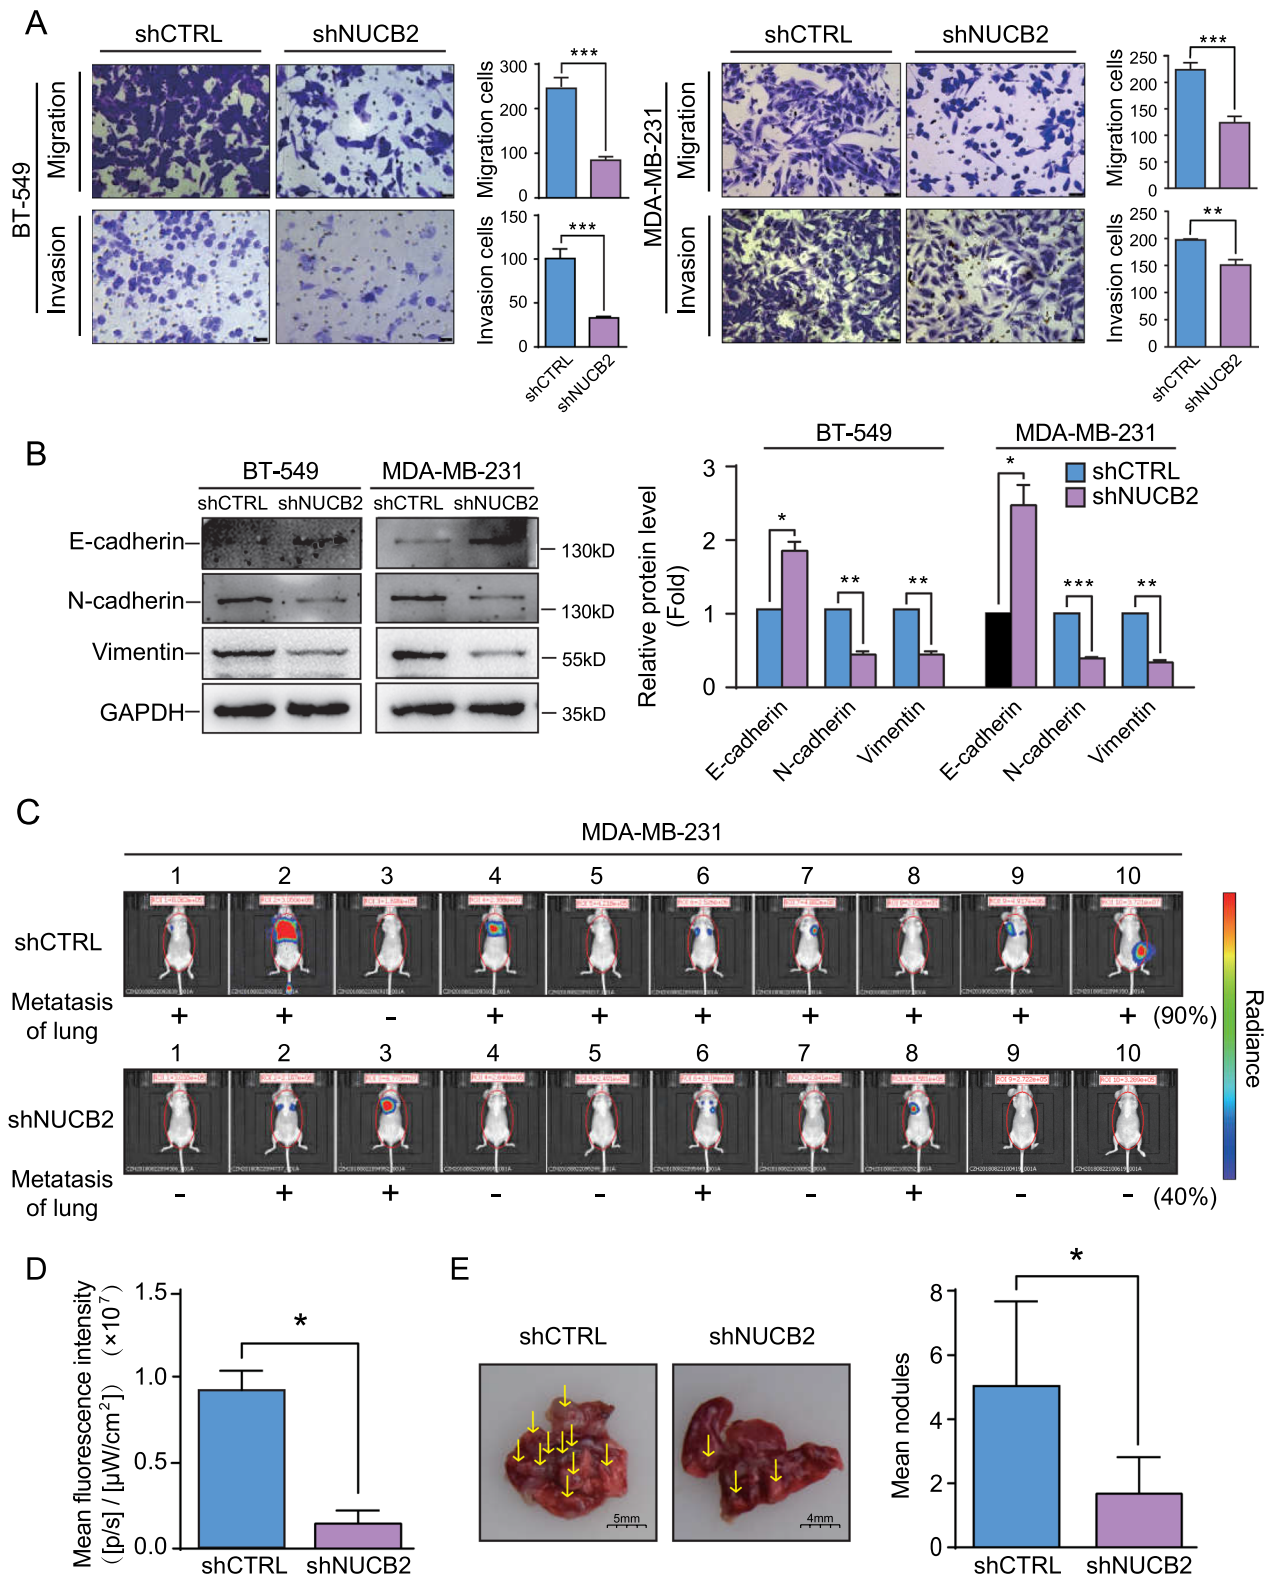 A
shCTRL
shNUCB2
shCTRL
shNUCB2
BT-549
Migration
Invasion
Migration cells
300
200
100
0
***
Invasion cells
150
100
50
0
***
shCTRL
shNUCB2
MDA-MB-231
Migration
Invasion
Migration cells
250
200
150
100
50
0
***
Invasion cells
250
200
150
100
50
0
**
shCTRL
shNUCB2
B
BT-549
MDA-MB-231
shCTRL shNUCB2
shCTRL shNUCB2
E-cadherin
130kD
N-cadherin
130kD
Vimentin
55kD
GAPDH
35kD
BT-549
MDA-MB-231
shCTRL
shNUCB2
Relative protein level
(Fold)
3
2
1
0
* ** ** * *** **
E-cadherin
N-cadherin
Vimentin
E-cadherin
N-cadherin
Vimentin
C
MDA-MB-231
1 2 3 4 5 6 7 8 9 10
shCTRL
Metatasis
of lung
+ + - + + + + + + + (90%)
1 2 3 4 5 6 7 8 9 10
shNUCB2
Metatasis
of lung
- + + - - + - + - - (40%)
Radiance
D
Mean fluorescence intensity
([p/s] / [µW/cm²]) (×10⁷)
1.5
1.0
0.5
0.0
*
shCTRL shNUCB2
E
shCTRL
shNUCB2
5mm
4mm
Mean nodules
8
6
4
2
0
*
shCTRL shNUCB2